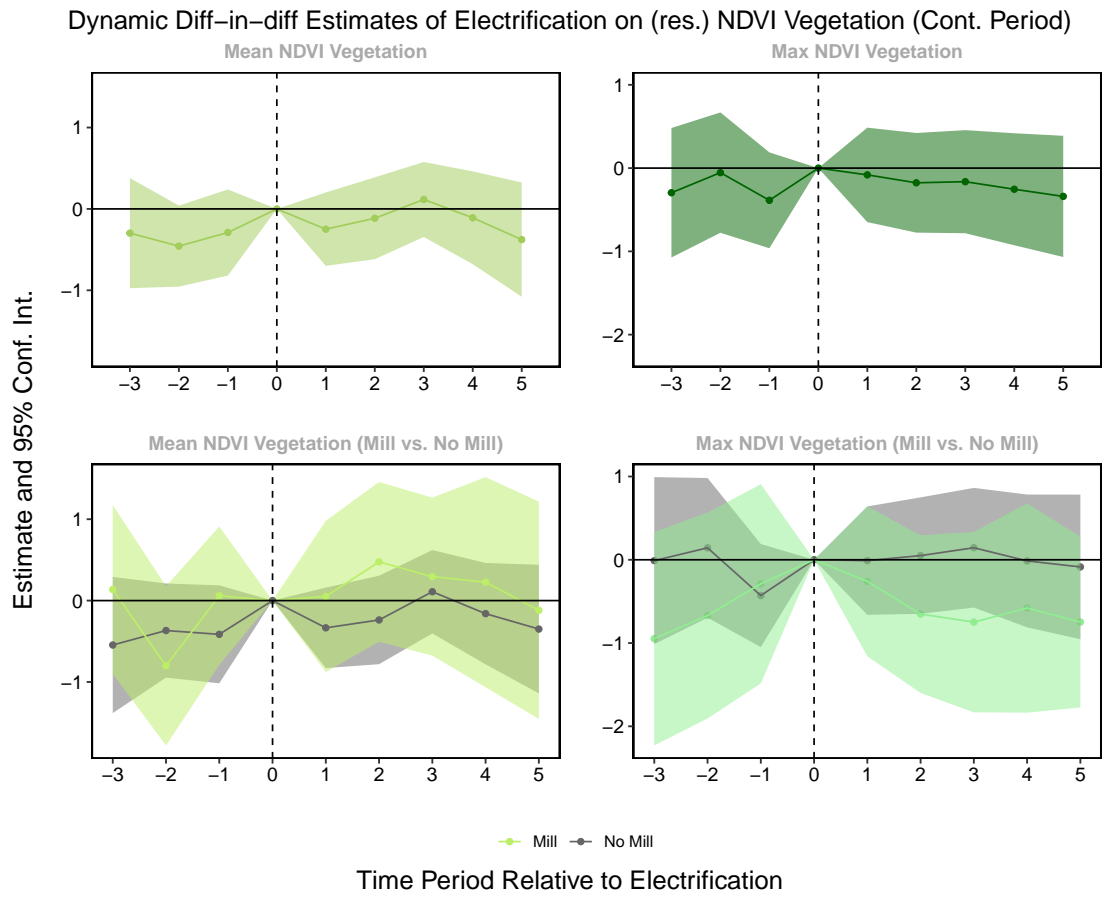 Dynamic Diff−in−diff Estimates of Electrification on (res.) NDVI Vegetation (Cont. Period)
Mean NDVI Vegetation
Max NDVI Vegetation
1
0
−1
−3 −2 −1 0 1 2 3 4 5
1
0
−1
−2
−3 −2 −1 0 1 2 3 4 5
Estimate and 95% Conf. Int.
Mean NDVI Vegetation (Mill vs. No Mill)
Max NDVI Vegetation (Mill vs. No Mill)
1
0
−1
−3 −2 −1 0 1 2 3 4 5
1
0
−1
−2
−3 −2 −1 0 1 2 3 4 5
Mill No Mill
Time Period Relative to Electrification